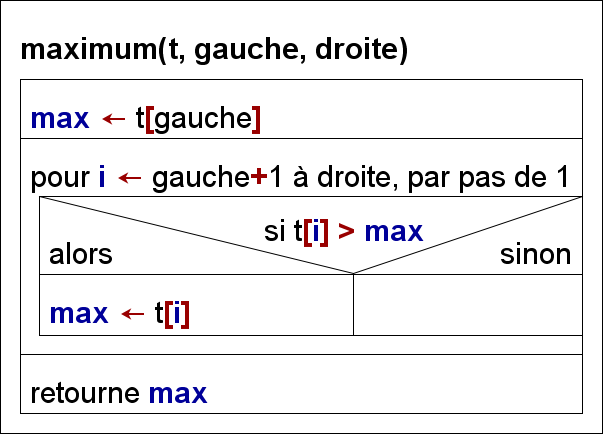 maximum(t, gauche, droite)
max ← t[gauche]
pour i ← gauche+1 à droite, par pas de 1
si t[i] > max
alors
sinon
max ← t[i]
retourne max